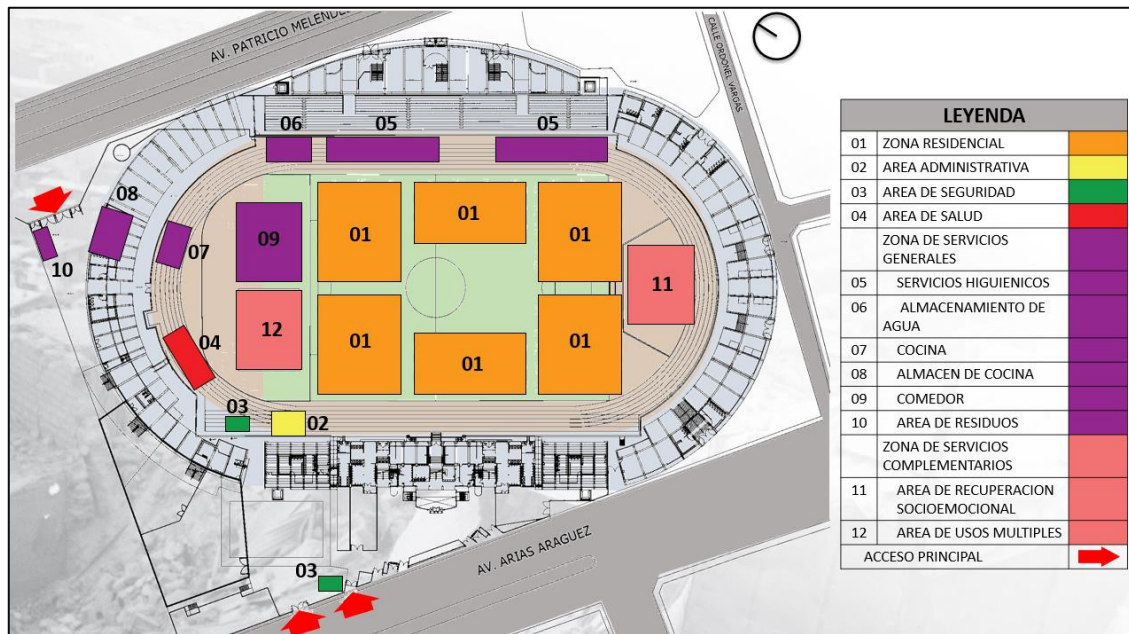 AV. PATRICIO MELENDEZ
CALLE ORDONEL VARGAS
06
05
05
08
07
10
09
01
01
01
11
12
01
01
01
04
03
02
03
AV. ARIAS ARAGUEZ
LEYENDA
01 ZONA RESIDENCIAL
02 AREA ADMINISTRATIVA
03 AREA DE SEGURIDAD
04 AREA DE SALUD
ZONA DE SERVICIOS
GENERALES
05 SERVICIOS HIGUIENICOS
06 ALMACENAMIENTO DE
AGUA
07 COCINA
08 ALMACEN DE COCINA
09 COMEDOR
10 AREA DE RESIDUOS
ZONA DE SERVICIOS
COMPLEMENTARIOS
11 AREA DE RECUPERACION
SOCIOEMOCIONAL
12 AREA DE USOS MULTIPLES
ACCESO PRINCIPAL